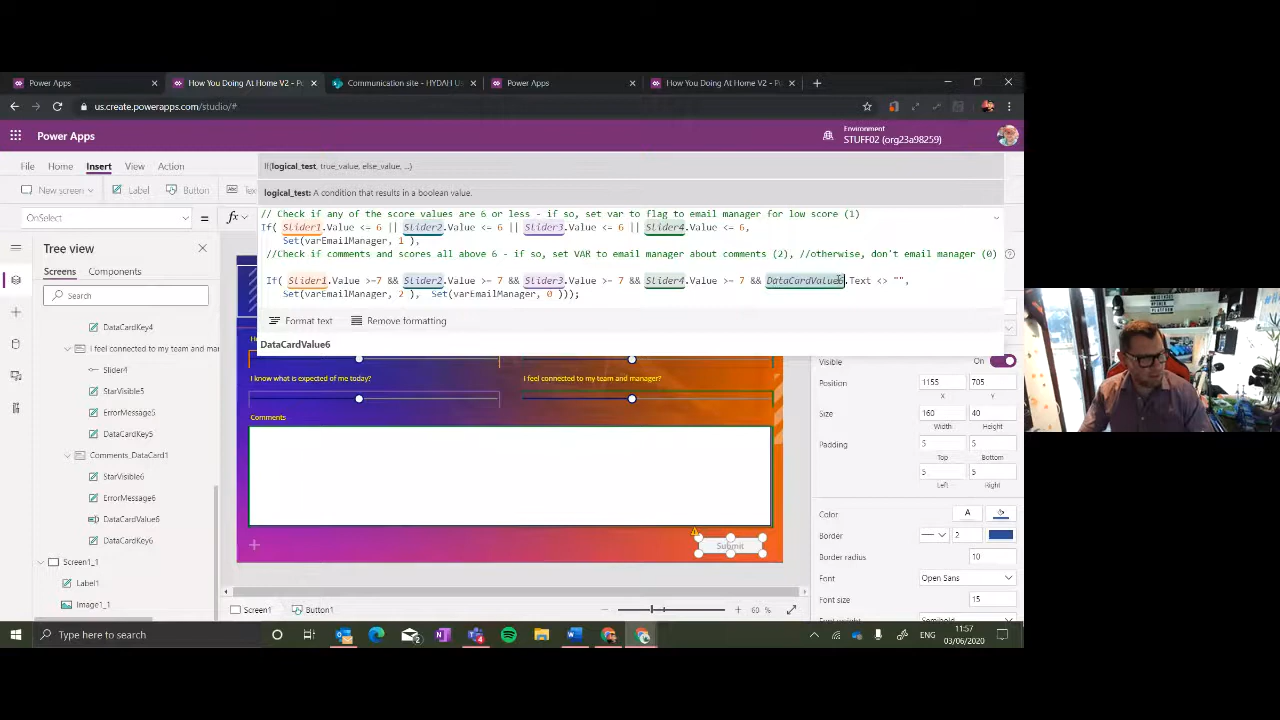 Power Apps
How You Doing At Home V2 - Po
Communication site - HYDAH U
Power Apps
How You Doing At Home V2 - Po
us.create.powerapps.com/studio/#
Power Apps
Environment
STUFF02 (org23a98259)
File Home Insert View Action
If(logical_test, true_value, else_value, ...)
New screen Label Button Te
logical_test: A condition that results in a boolean value.
OnSelect = fx
// Check if any of the score values are 6 or less - if so, set var to flag to email manager for low score (1)
If( Slider1.Value <= 6 || Slider2.Value <= 6 || Slider3.Value <= 6 || Slider4.Value <= 6,
Set(varEmailManager, 1 ),
//Check if comments and scores all above 6 - if so, set VAR to email manager about comments (2), //otherwise, don't email manager (0)
If( Slider1.Value >=7 && Slider2.Value >= 7 && Slider3.Value >= 7 && Slider4.Value >= 7 && DataCardValue6.Text <> "",
Set(varEmailManager, 2 ), Set(varEmailManager, 0 )));
Format text Remove formatting
DataCardValue6
Tree view
Screens Components
Search
DataCardKey4
I feel connected to my team and mar
Slider4
StarVisible5
ErrorMessage5
DataCardKey5
Comments_DataCard1
StarVisible6
ErrorMessage6
DataCardValue6
DataCardKey6
Screen1_1
Label1
Image1_1
I know what is expected of me today?
I feel connected to my team and manager?
Comments
Submit
Visible On
Position 1155 705
X Y
Size 160 40
Width Height
Padding 5 5
Top Bottom
5 5
Left Right
Color A
Border 2
Border radius 10
Font Open Sans
Font size 15
Screen1 Button1 60 %
Type here to search
ENG
11:57
03/06/2020